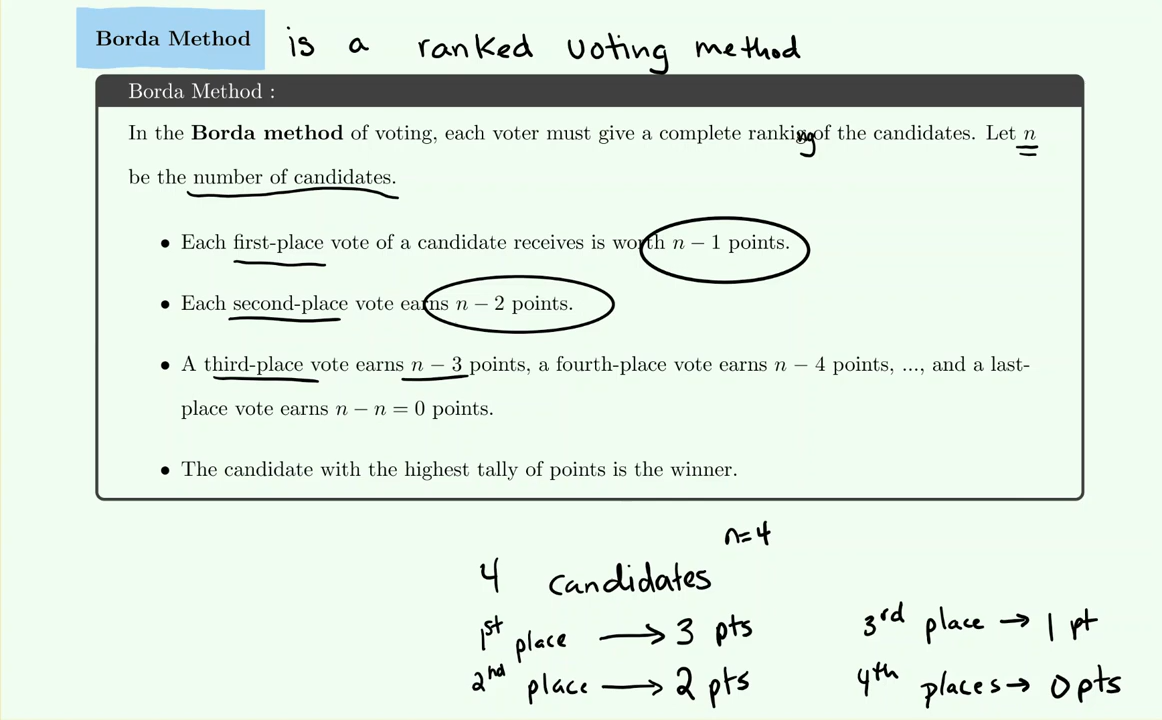 Borda Method is a ranked voting method
Borda Method :
In the Borda method of voting, each voter must give a complete ranking of the candidates. Let n
be the number of candidates.
• Each first-place vote of a candidate receives is worth n − 1 points.
• Each second-place vote earns n − 2 points.
• A third-place vote earns n − 3 points, a fourth-place vote earns n − 4 points, ..., and a last-
place vote earns n − n = 0 points.
• The candidate with the highest tally of points is the winner.
n=4
4 candidates
1st place → 3 pts
3rd place → 1 pt
2nd place → 2 pts
4th places → 0 pts